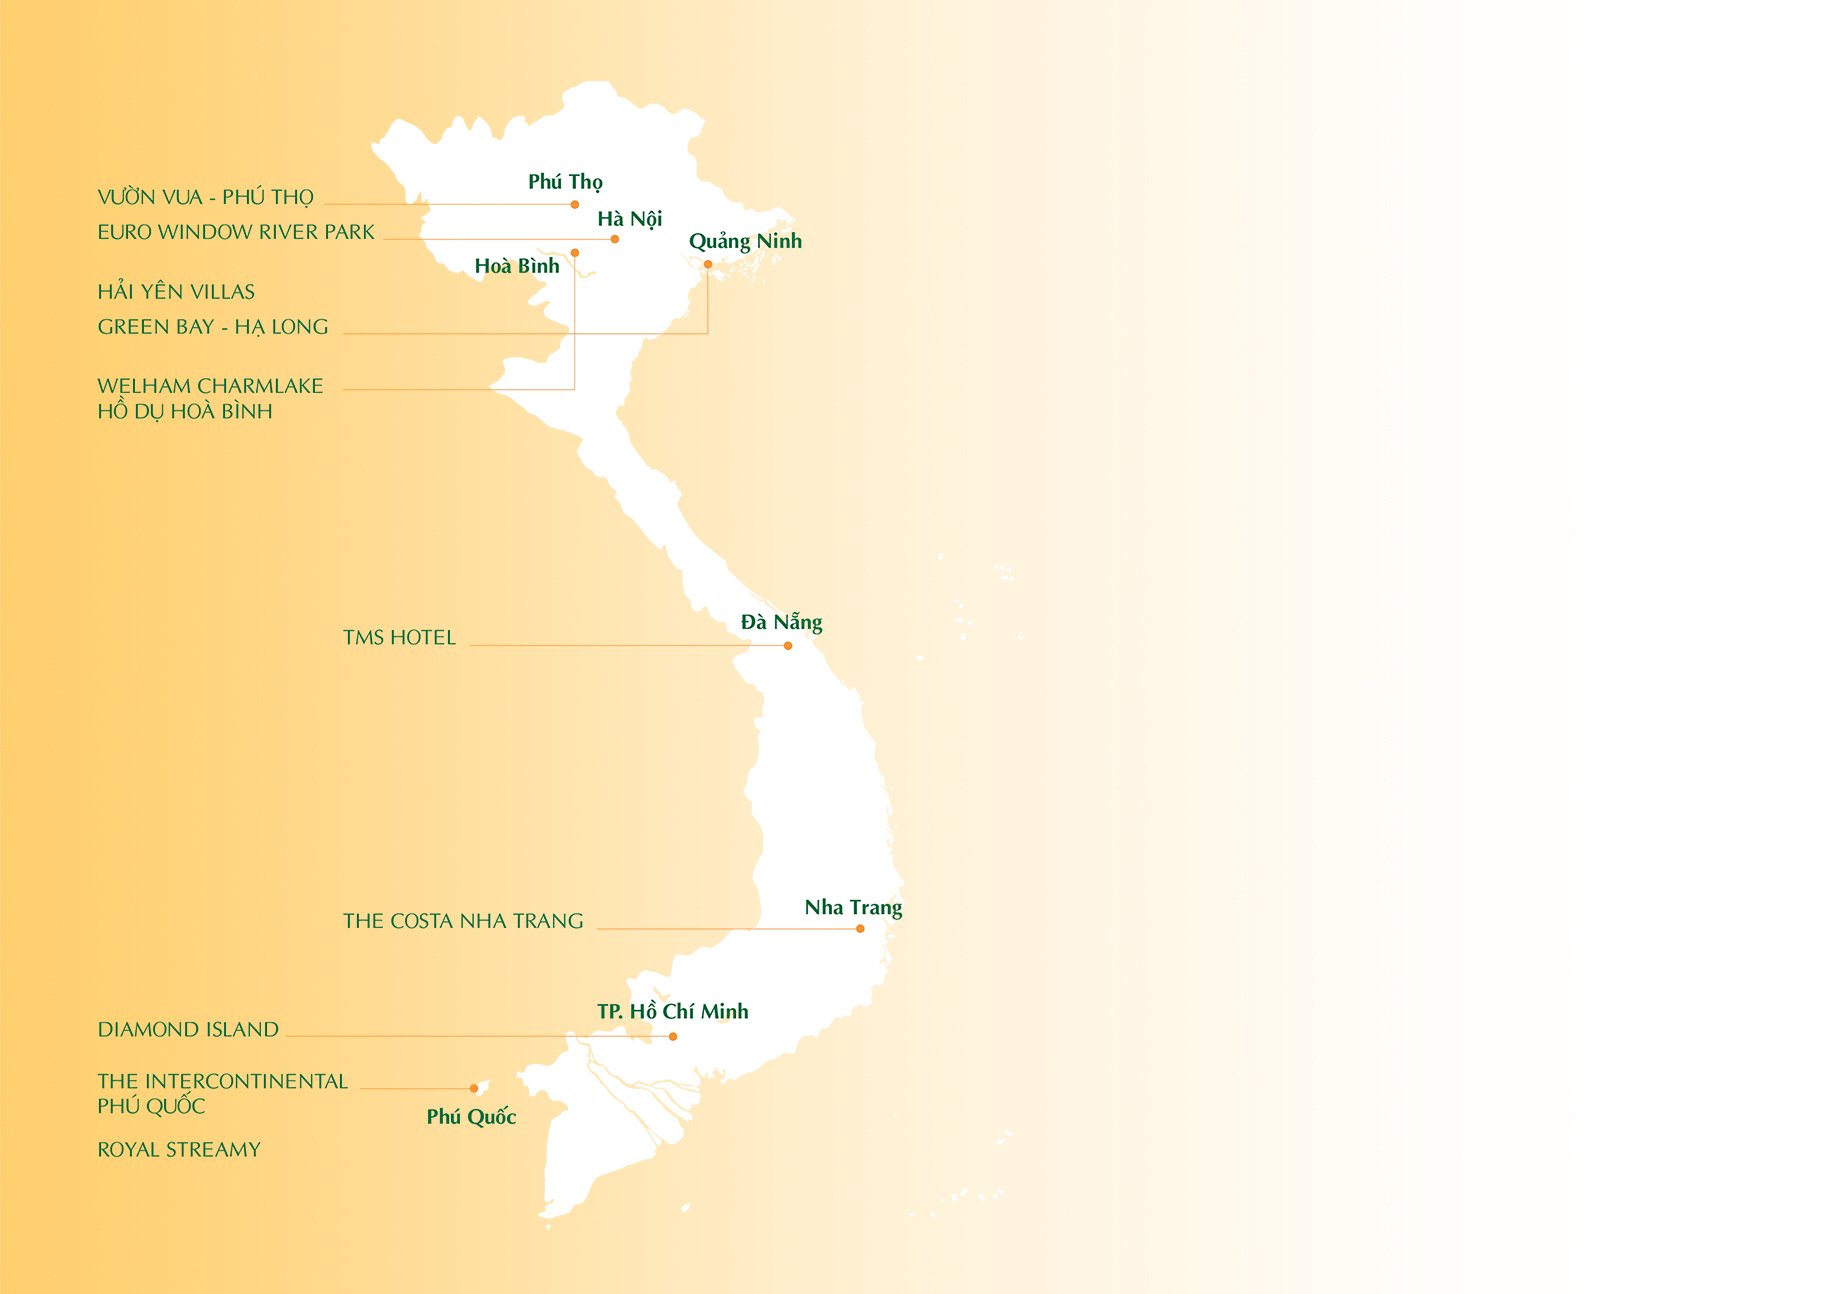 Phú Thọ
VƯỜN VUA - PHÚ THỌ
Hà Nội
EURO WINDOW RIVER PARK
Quảng Ninh
Hoà Bình
HẢI YÊN VILLAS
GREEN BAY - HẠ LONG
WELHAM CHARMLAKE
HỒ DỤ HOÀ BÌNH
Đà Nẵng
TMS HOTEL
Nha Trang
THE COSTA NHA TRANG
TP. Hồ Chí Minh
DIAMOND ISLAND
THE INTERCONTINENTAL
PHÚ QUỐC
Phú Quốc
ROYAL STREAMY